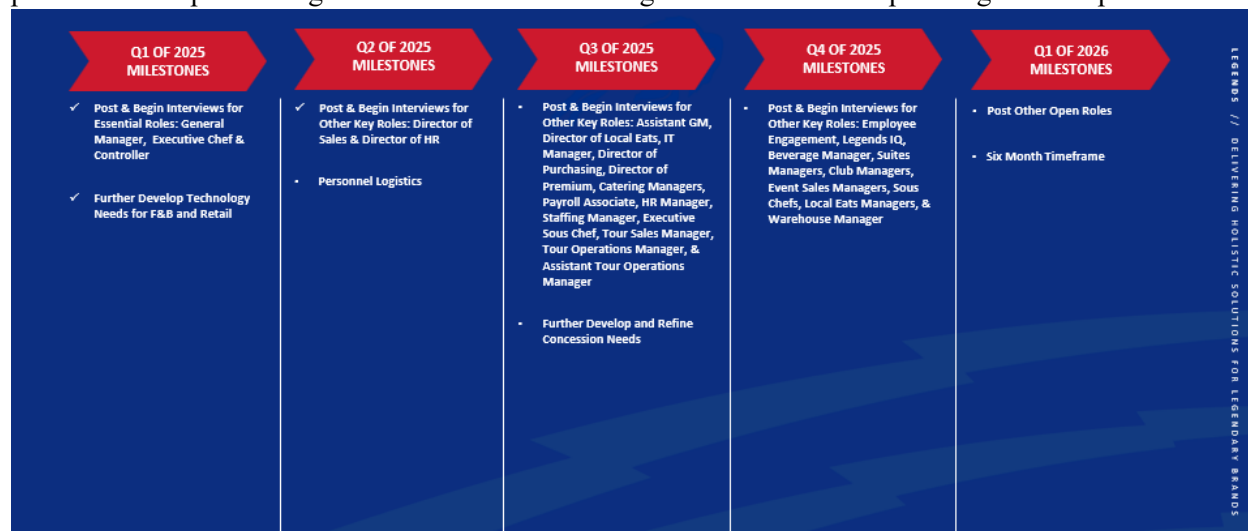 Q1 OF 2025
MILESTONES
✓ Post & Begin Interviews for
Essential Roles: General
Manager, Executive Chef &
Controller
✓ Further Develop Technology
Needs for F&B and Retail
Q2 OF 2025
MILESTONES
✓ Post & Begin Interviews for
Other Key Roles: Director of
Sales & Director of HR
• Personnel Logistics
Q3 OF 2025
MILESTONES
• Post & Begin Interviews for
Other Key Roles: Assistant GM,
Director of Local Eats, IT
Manager, Director of
Purchasing, Director of
Premium, Catering Managers,
Payroll Associate, HR Manager,
Staffing Manager, Executive
Sous Chef, Tour Sales Manager,
Tour Operations Manager, &
Assistant Tour Operations
Manager
• Further Develop and Refine
Concession Needs
Q4 OF 2025
MILESTONES
• Post & Begin Interviews for
Other Key Roles: Employee
Engagement, Legends IQ,
Beverage Manager, Suites
Managers, Club Managers,
Event Sales Managers, Sous
Chefs, Local Eats Managers, &
Warehouse Manager
Q1 OF 2026
MILESTONES
• Post Other Open Roles
• Six Month Timeframe
LEGENDS // DELIVERING HOLISTIC SOLUTIONS FOR LEGENDARY BRANDS